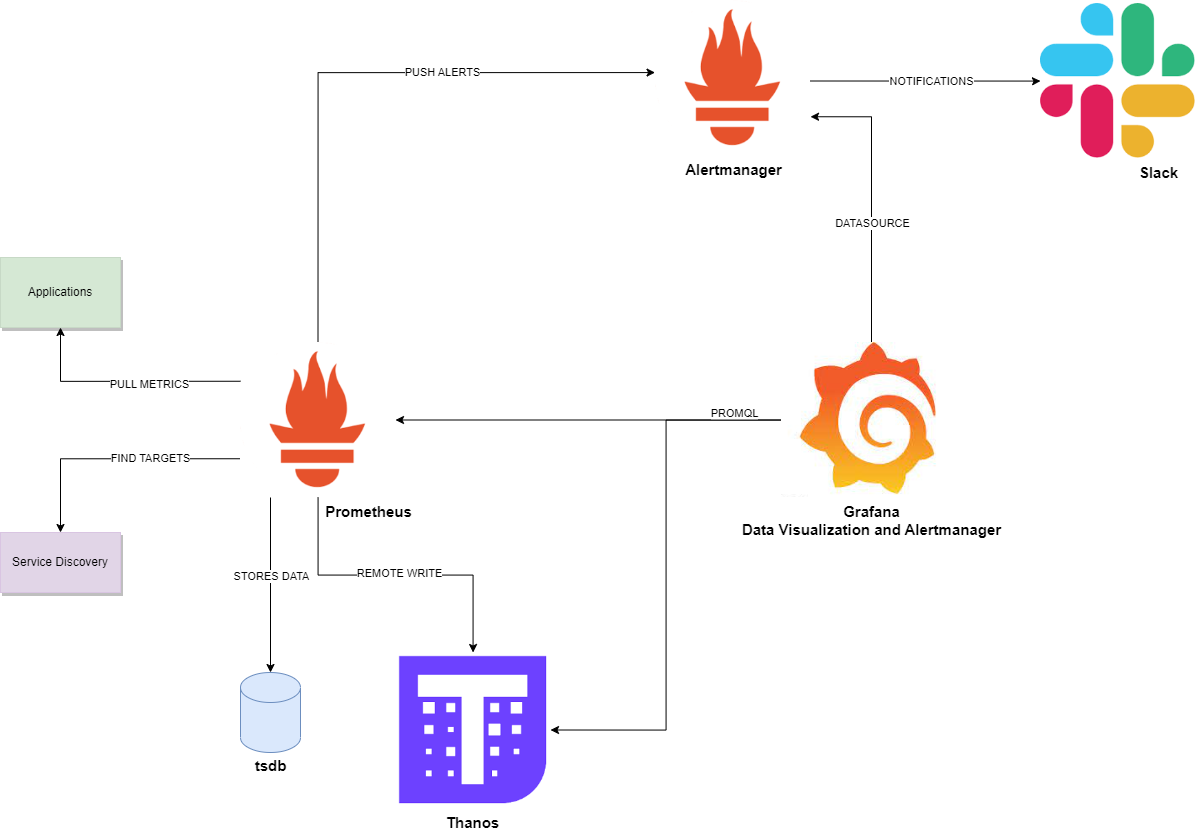 PUSH ALERTS
NOTIFICATIONS
Alertmanager
Slack
DATASOURCE
Applications
PULL METRICS
PROMQL
FIND TARGETS
Prometheus
Grafana
Data Visualization and Alertmanager
Service Discovery
STORES DATA
REMOTE WRITE
tsdb
Thanos